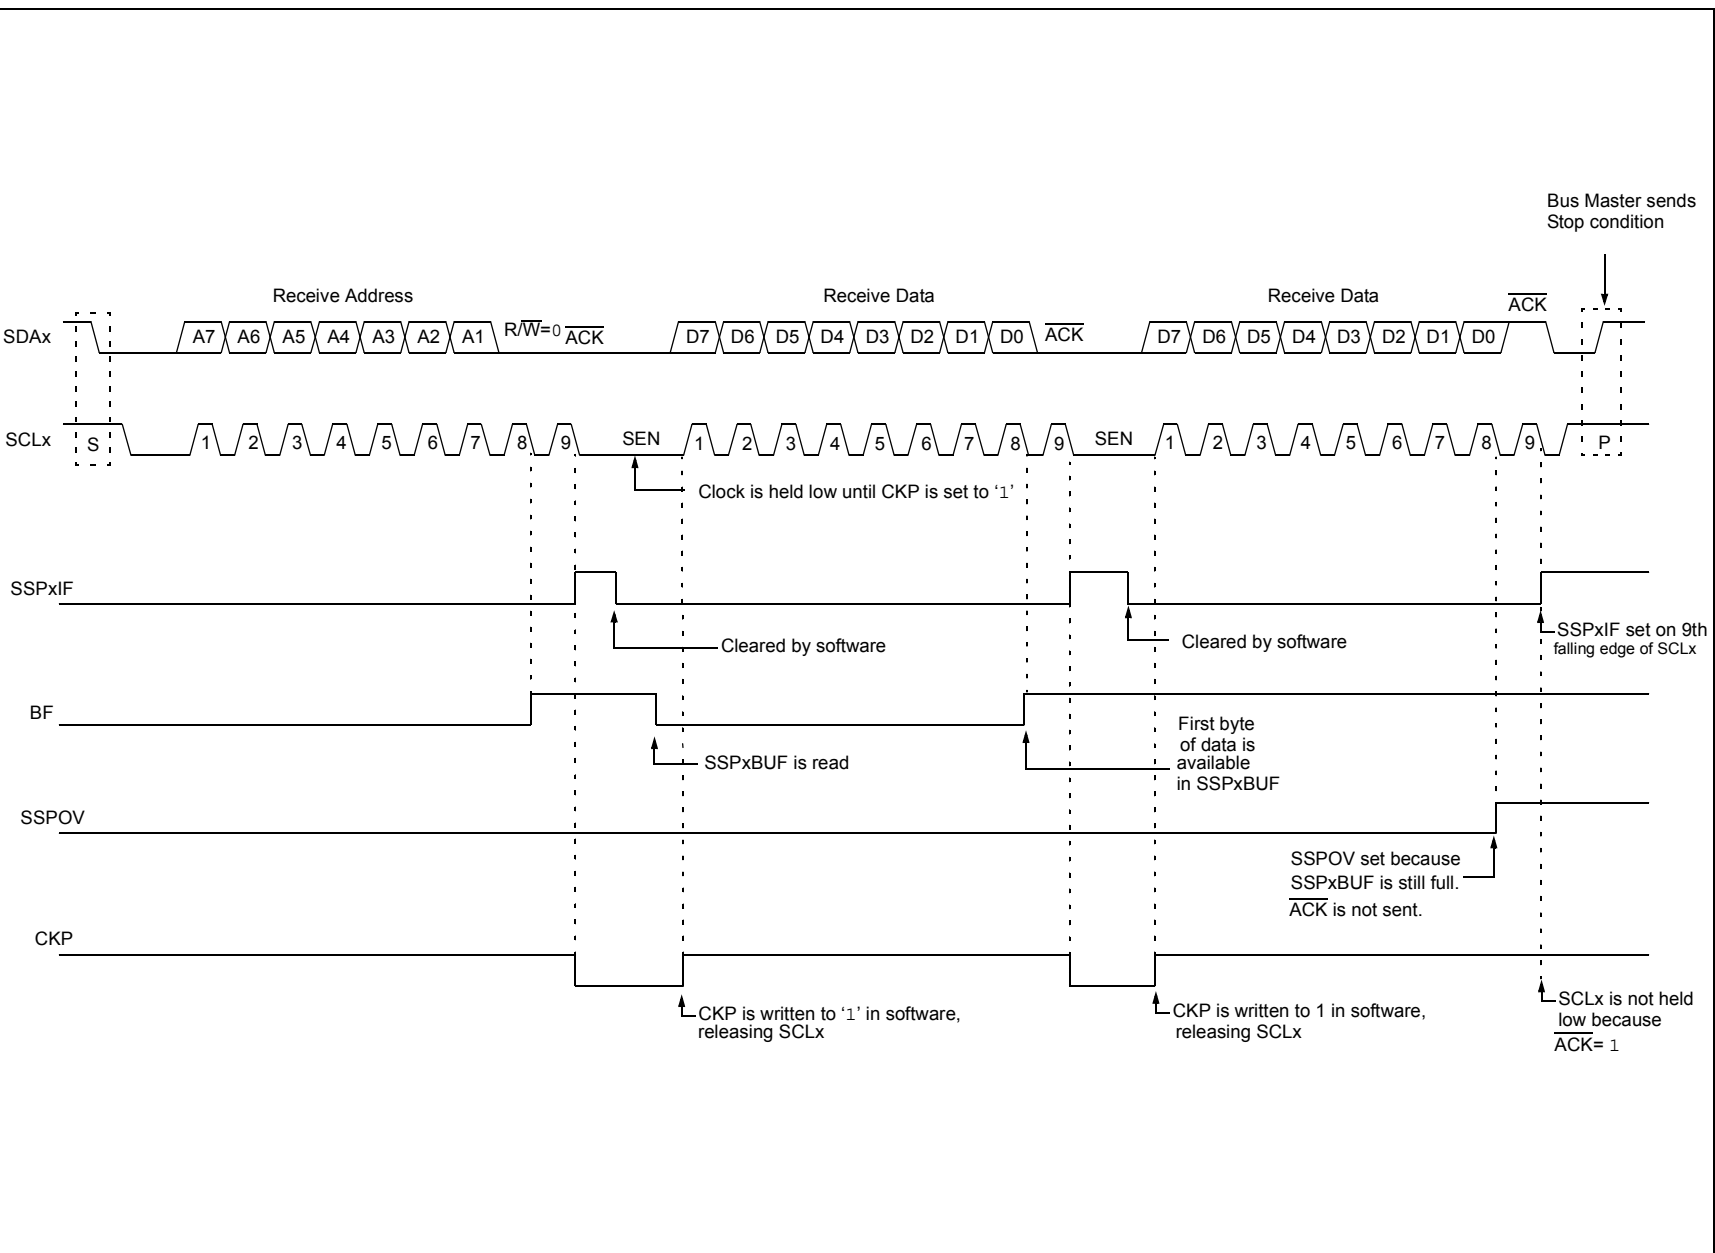 Bus Master sends
Stop condition
Receive Address
Receive Data
Receive Data
ACK
SDAx
A7 A6 A5 A4 A3 A2 A1 R/W=0 ACK D7 D6 D5 D4 D3 D2 D1 D0 ACK D7 D6 D5 D4 D3 D2 D1 D0
SCLx
S 1 2 3 4 5 6 7 8 9 SEN 1 2 3 4 5 6 7 8 9 SEN 1 2 3 4 5 6 7 8 9 P
Clock is held low until CKP is set to ‘1’
SSPxIF
Cleared by software
Cleared by software
SSPxIF set on 9th
falling edge of SCLx
BF
SSPxBUF is read
First byte
of data is
available
in SSPxBUF
SSPOV
SSPOV set because
SSPxBUF is still full.
ACK is not sent.
CKP
CKP is written to ‘1’ in software,
releasing SCLx
CKP is written to 1 in software,
releasing SCLx
SCLx is not held
low because
ACK= 1